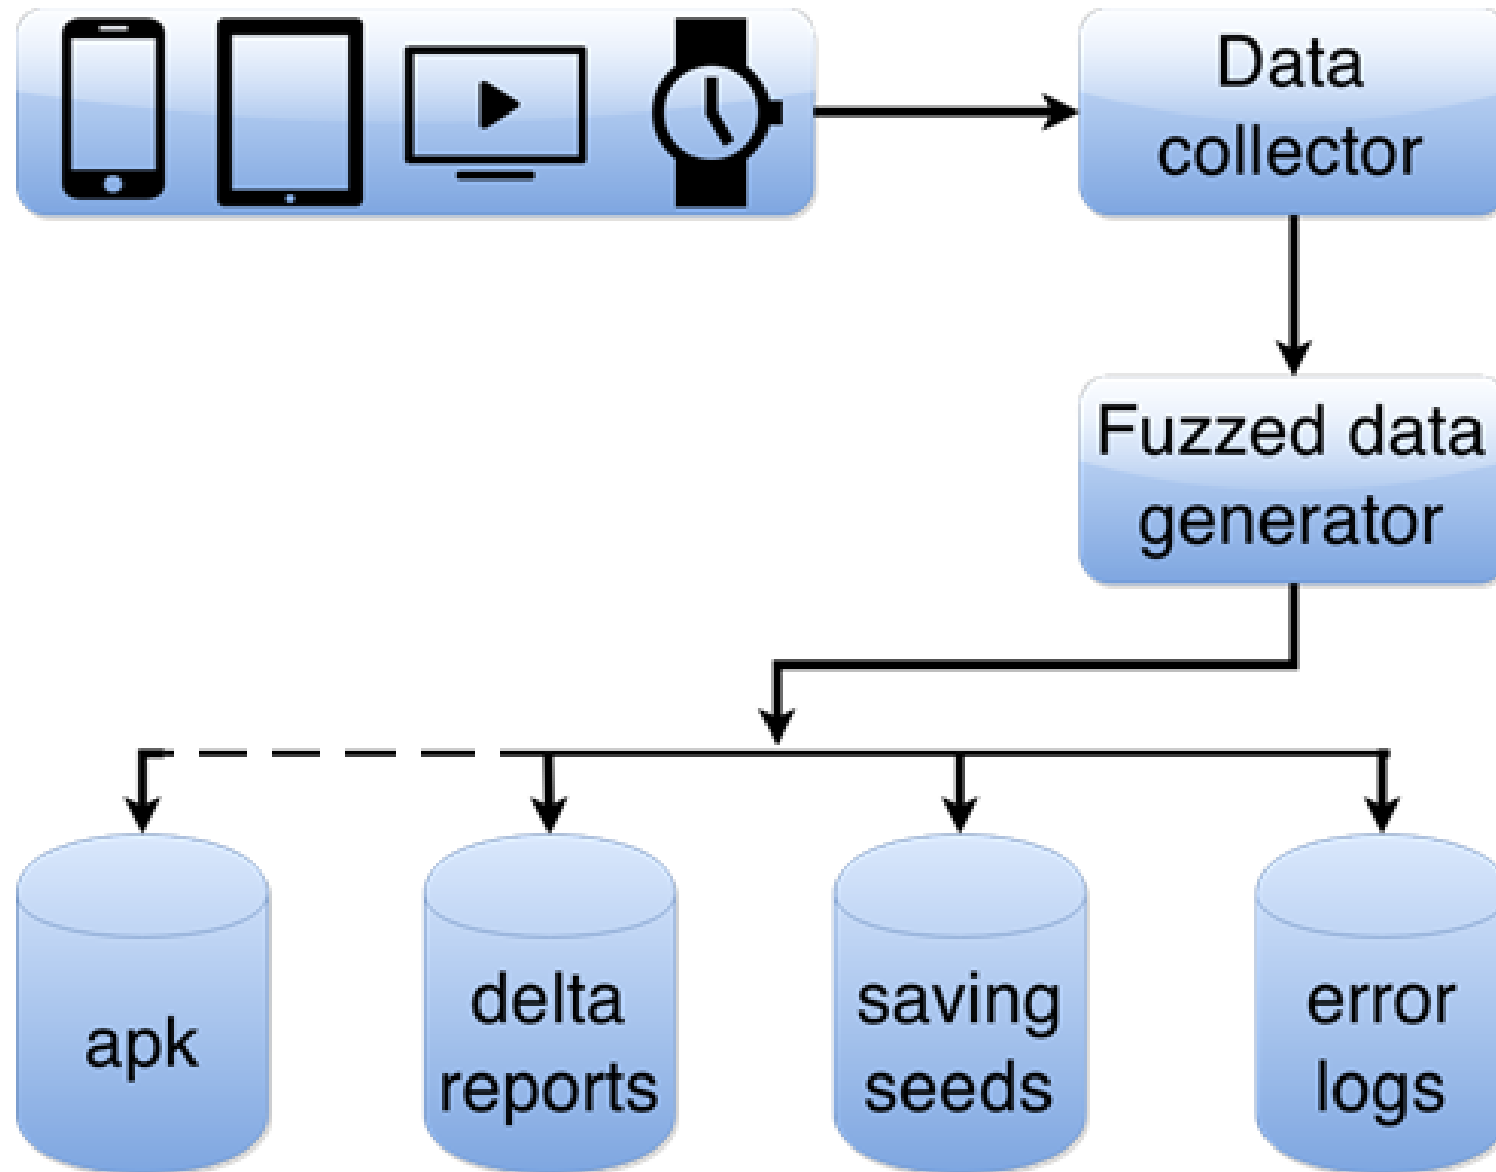 Data
collector
Fuzzed data
generator
apk
delta
reports
saving
seeds
error
logs